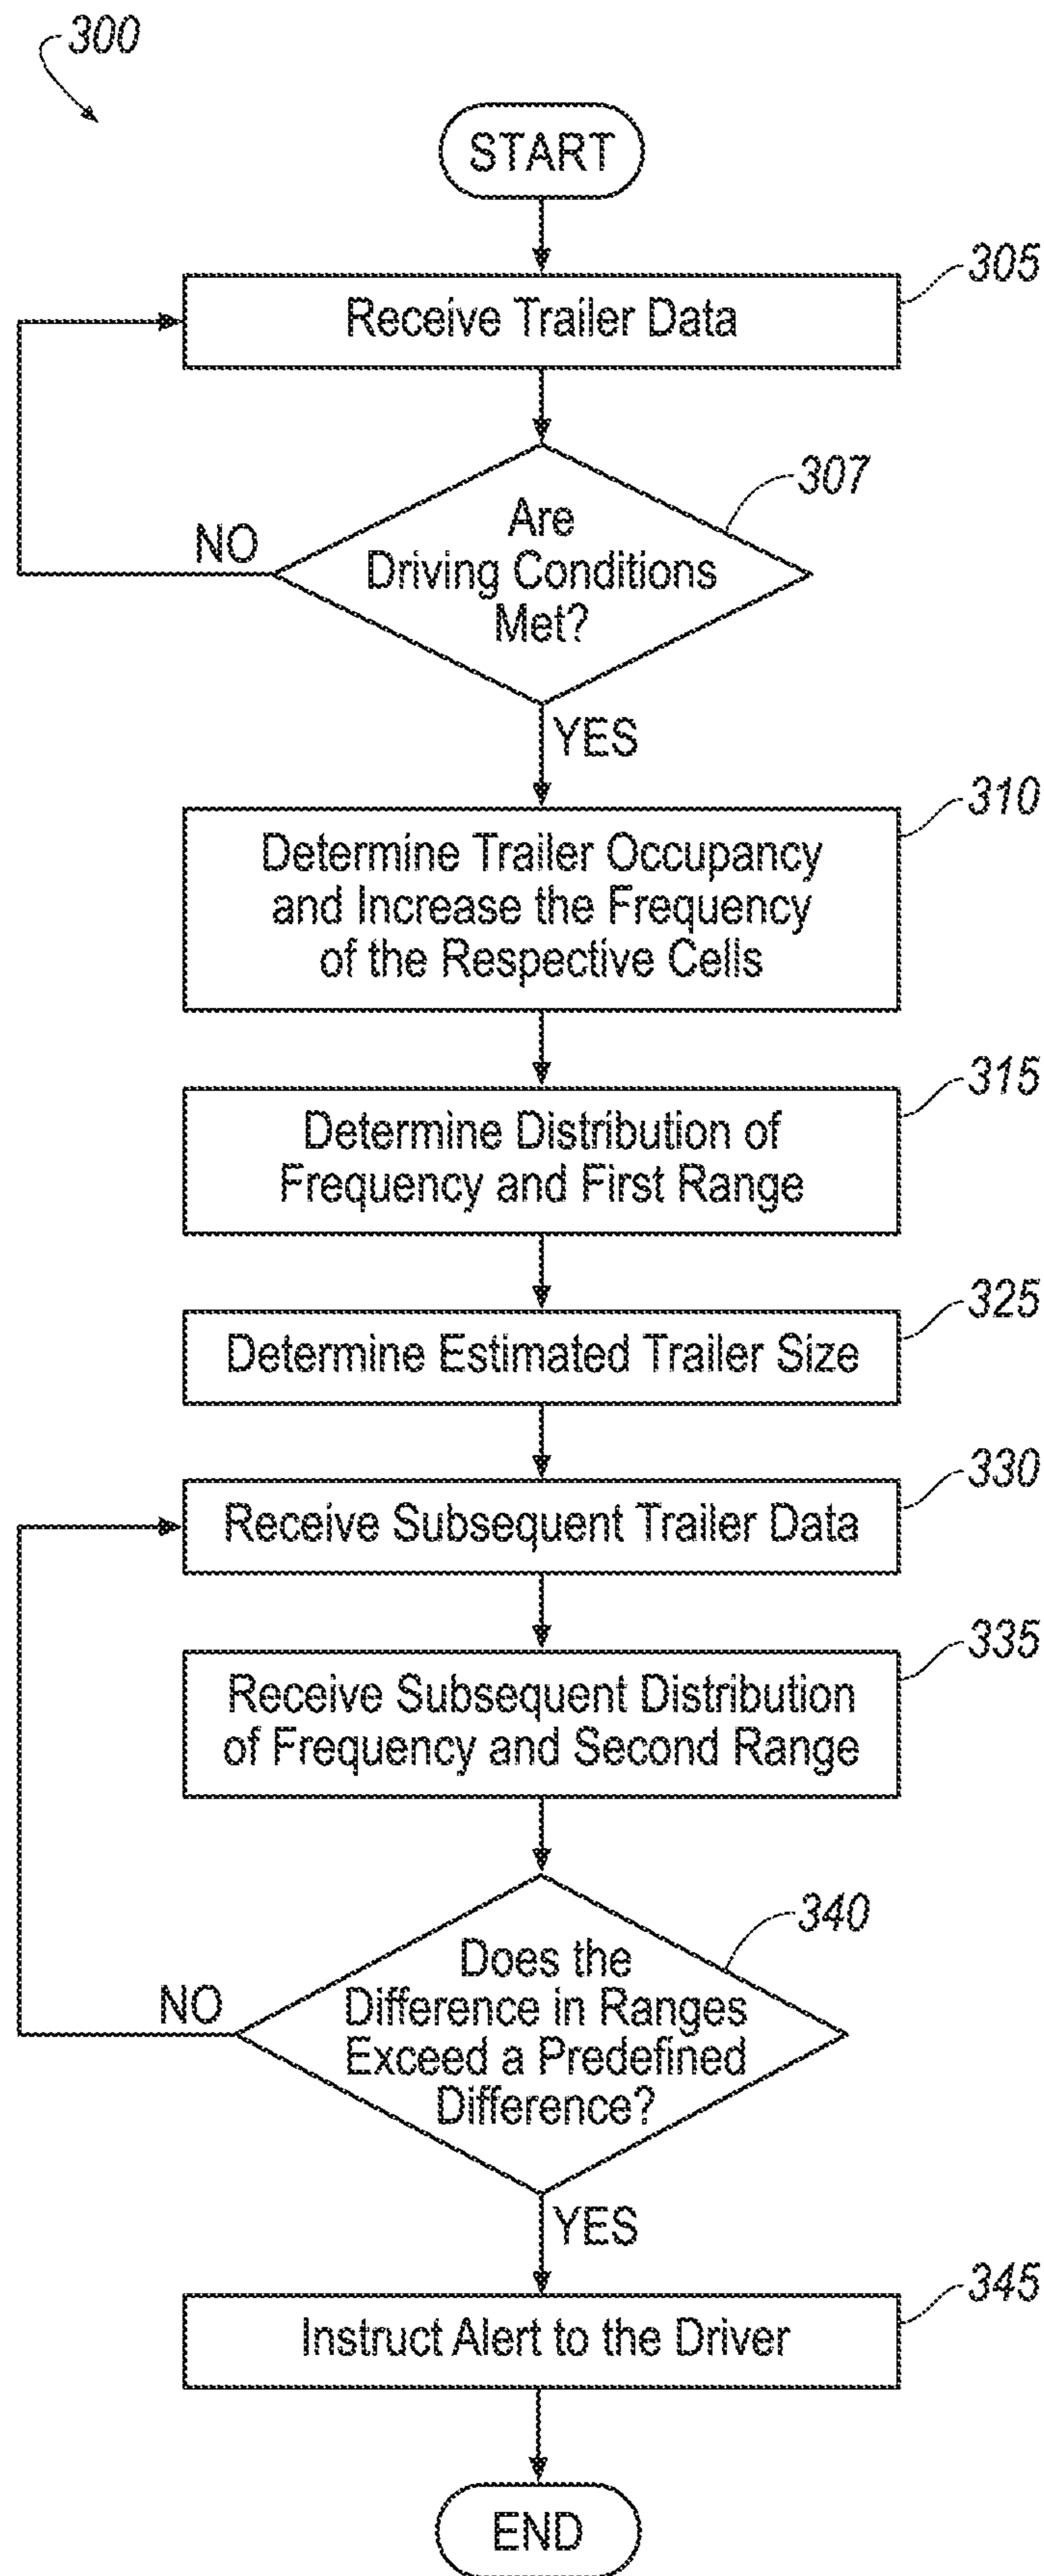 300
START
305
Receive Trailer Data
307
Are
Driving Conditions
Met?
NO
YES
310
Determine Trailer Occupancy
and Increase the Frequency
of the Respective Cells
315
Determine Distribution of
Frequency and First Range
325
Determine Estimated Trailer Size
330
Receive Subsequent Trailer Data
335
Receive Subsequent Distribution
of Frequency and Second Range
340
Does the
Difference in Ranges
Exceed a Predefined
Difference?
NO
YES
345
Instruct Alert to the Driver
END